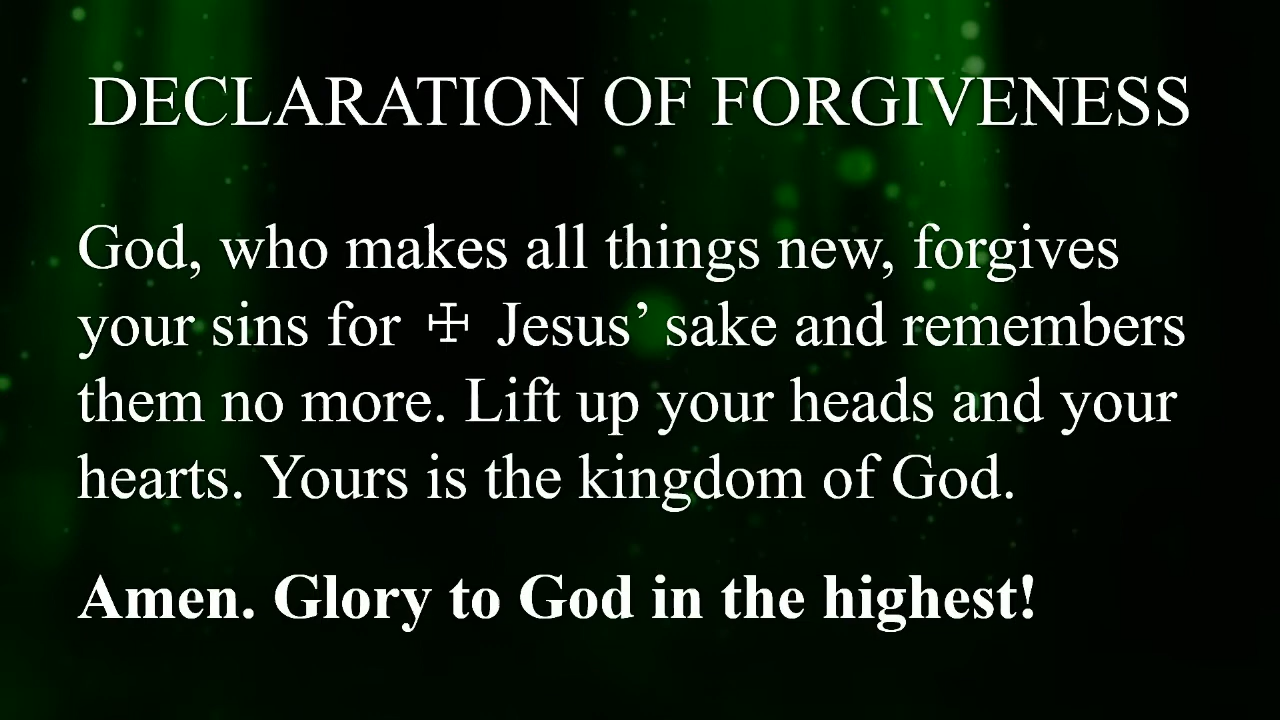 DECLARATION OF FORGIVENESS
God, who makes all things new, forgives
your sins for ☩ Jesus’ sake and remembers
them no more. Lift up your heads and your
hearts. Yours is the kingdom of God.
Amen. Glory to God in the highest!